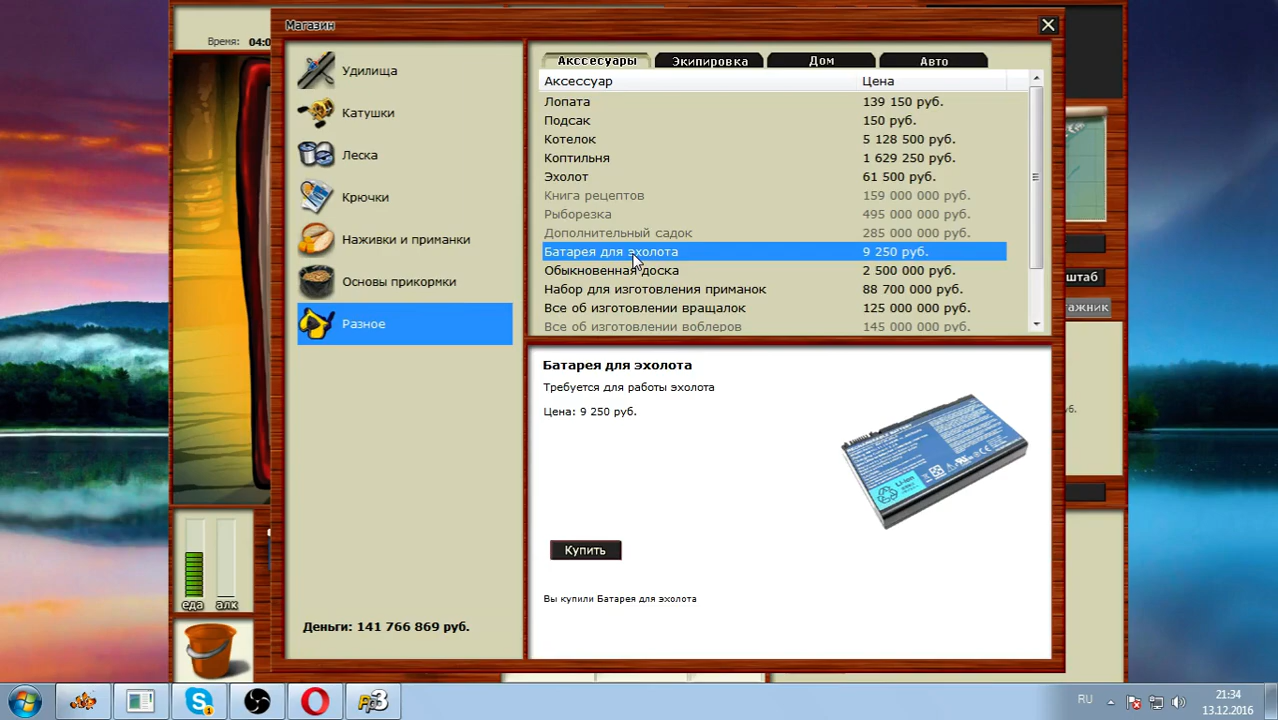 Магазин
Время: 04:0
Удилища
Катушки
Леска
Крючки
Наживки и приманки
Основы прикормки
Разное
Деньги: 141 766 869 руб.
Акссесуары Экипировка Дом Авто
Аксессуар Цена
Лопата 139 150 руб.
Подсак 150 руб.
Котелок 5 128 500 руб.
Коптильня 1 629 250 руб.
Эхолот 61 500 руб.
Книга рецептов 159 000 000 руб.
Рыборезка 495 000 000 руб.
Дополнительный садок 285 000 000 руб.
Батарея для эхолота 9 250 руб.
Обыкновенная доска 2 500 000 руб.
Набор для изготовления приманок 88 700 000 руб.
Все об изготовлении вращалок 125 000 000 руб.
Все об изготовлении воблеров 145 000 000 руб.
Батарея для эхолота
Требуется для работы эхолота
Цена: 9 250 руб.
Li-ion
Купить
Вы купили Батарея для эхолота
штаб
гажник
уб.
еда алк
RU
21:34
13.12.2016